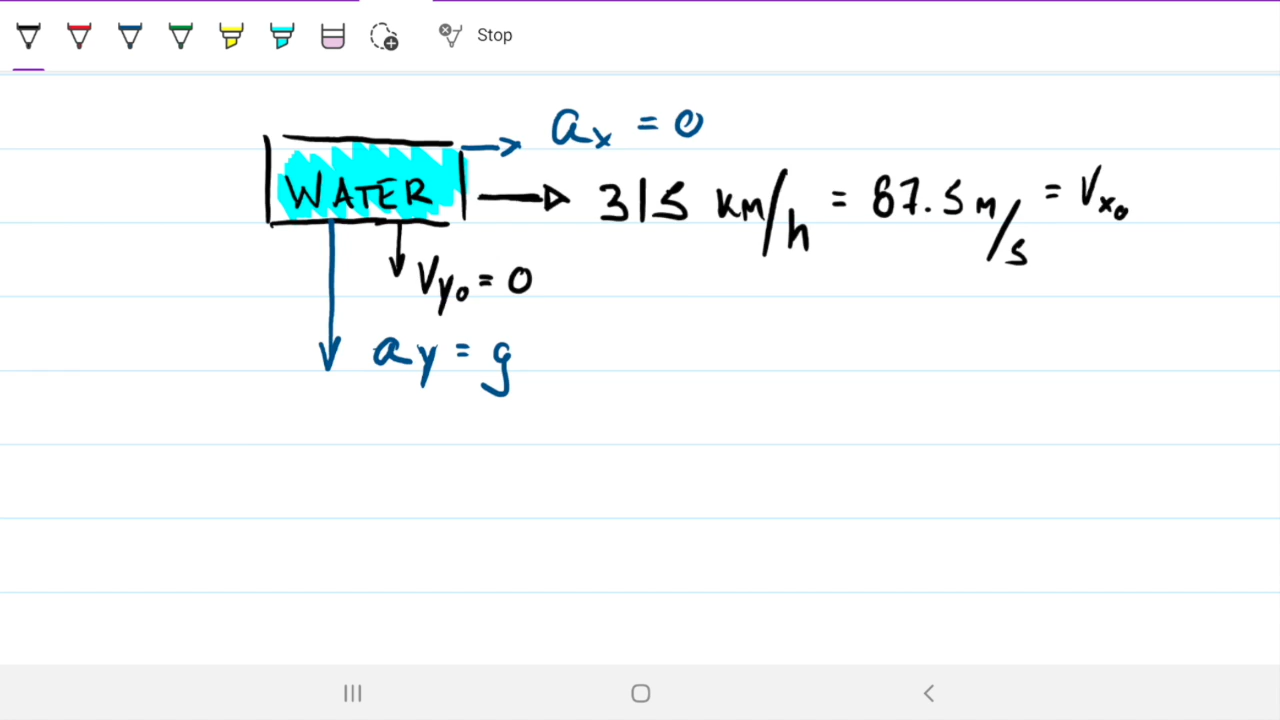 Stop
aₓ = 0
WATER
315 km/h = 87.5 m/s = Vₓ₀
Vy₀ = 0
ay = g